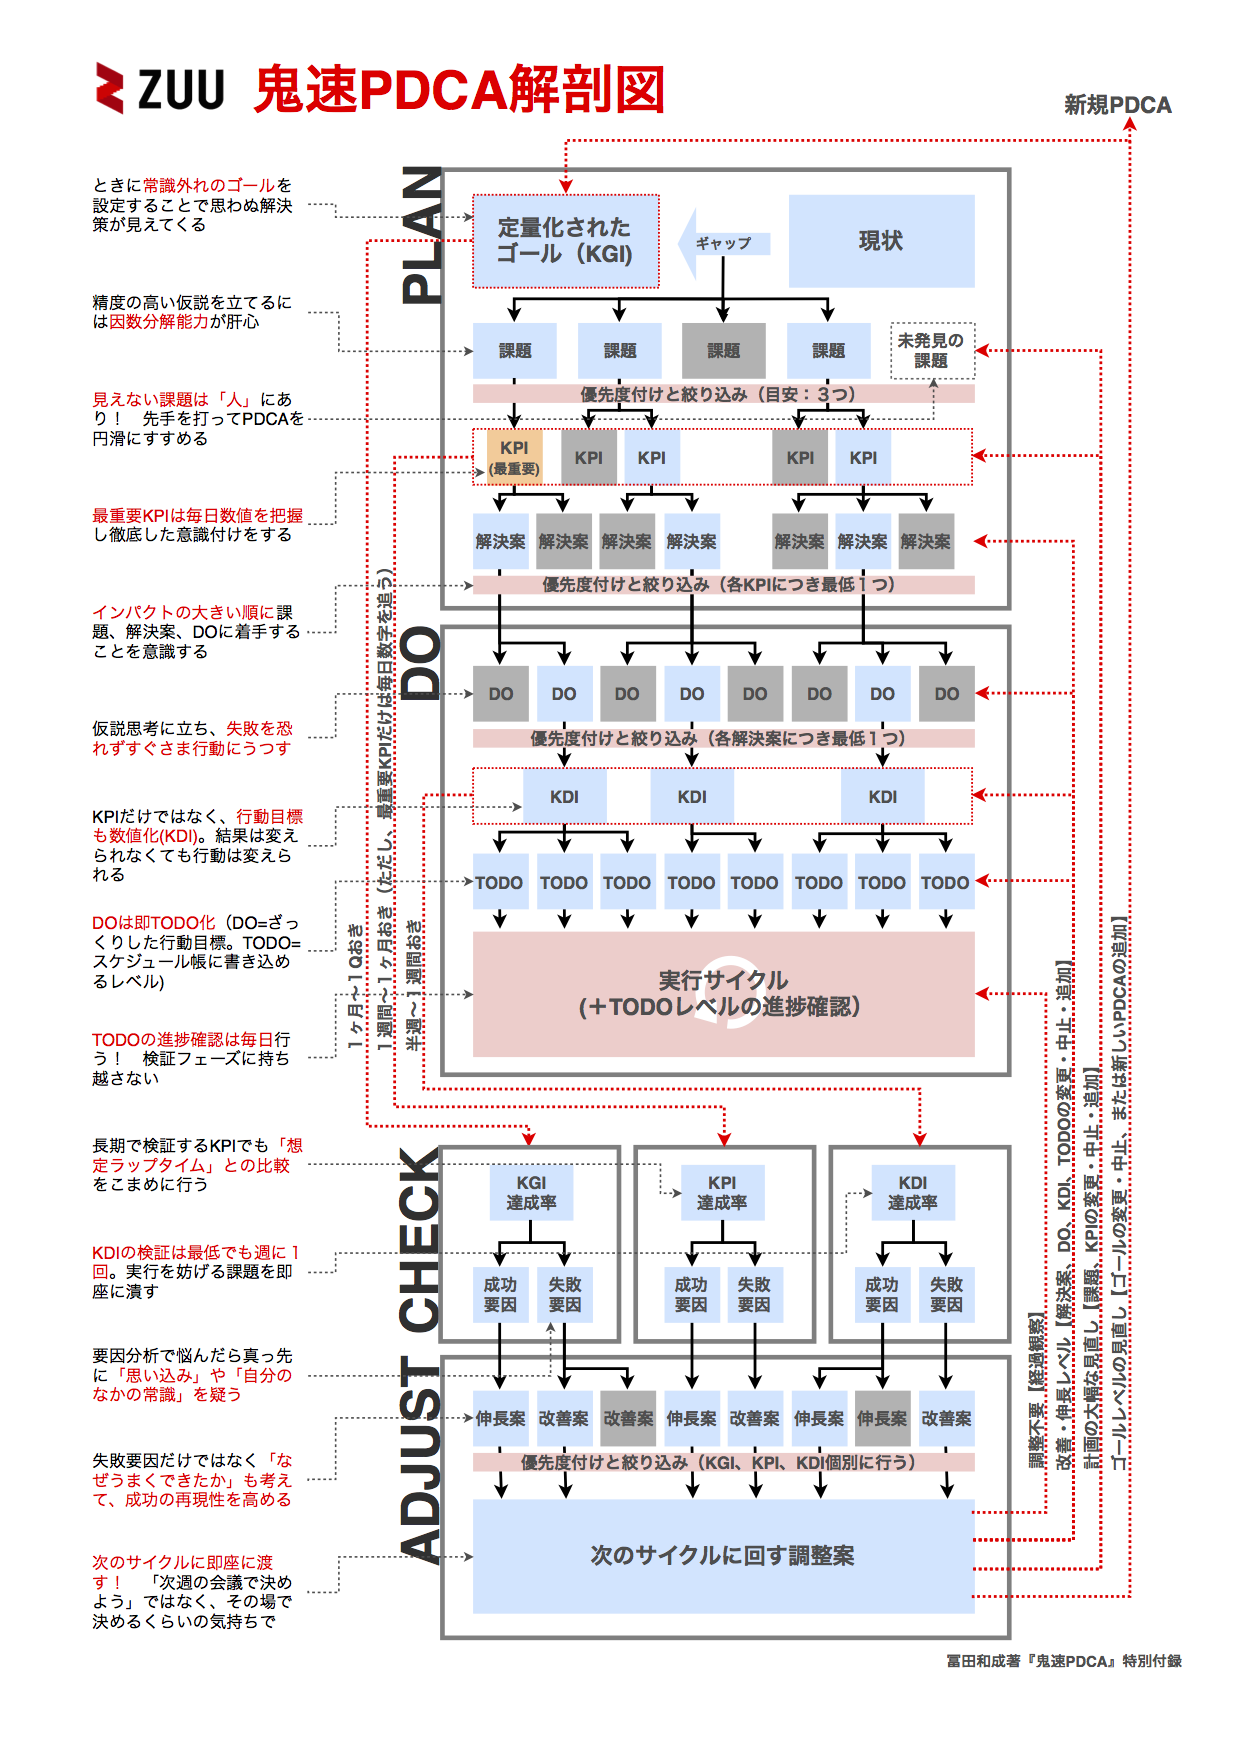 ZUU 鬼速PDCA解剖図
新規PDCA
PLAN
ときに常識外れのゴールを
設定することで思わぬ解決
策が見えてくる
定量化された
ゴール（KGI)
ギャップ
現状
精度の高い仮説を立てるに
は因数分解能力が肝心
課題
課題
課題
課題
未発見の
課題
優先度付けと絞り込み（目安：３つ）
見えない課題は「人」にあ
り！　先手を打ってPDCAを
円滑にすすめる
KPI
(最重要)
KPI
KPI
KPI
KPI
最重要KPIは毎日数値を把握
し徹底した意識付けをする
解決案
解決案
解決案
解決案
解決案
解決案
解決案
優先度付けと絞り込み（各KPIにつき最低１つ）
インパクトの大きい順に課
題、解決案、DOに着手する
ことを意識する
DO
DO
DO
DO
DO
DO
DO
DO
DO
仮説思考に立ち、失敗を恐
れずすぐさま行動にうつす
優先度付けと絞り込み（各解決案につき最低１つ）
KPIだけではなく、行動目標
も数値化(KDI)。結果は変え
られなくても行動は変えら
れる
KDI
KDI
KDI
TODO
TODO
TODO
TODO
TODO
TODO
TODO
TODO
DOは即TODO化（DO=ざっ
くりした行動目標。TODO=
スケジュール帳に書き込め
るレベル)
実行サイクル
(＋TODOレベルの進捗確認）
TODOの進捗確認は毎日行
う！　検証フェーズに持ち
越さない
１ヶ月〜１Qおき
１週間〜１ヶ月おき（ただし、最重要KPIだけは毎日数字を追う）
半週〜１週間おき
CHECK
長期で検証するKPIでも「想
定ラップタイム」との比較
をこまめに行う
KGI
達成率
KPI
達成率
KDI
達成率
KDIの検証は最低でも週に１
回。実行を妨げる課題を即
座に潰す
成功
要因
失敗
要因
成功
要因
失敗
要因
成功
要因
失敗
要因
ADJUST
要因分析で悩んだら真っ先
に「思い込み」や「自分の
なかの常識」を疑う
伸長案
改善案
改善案
伸長案
改善案
伸長案
伸長案
改善案
優先度付けと絞り込み（KGI、KPI、KDI個別に行う）
失敗要因だけではなく「な
ぜうまくできたか」も考え
て、成功の再現性を高める
次のサイクルに回す調整案
次のサイクルに即座に渡
す！　「次週の会議で決め
よう」ではなく、その場で
決めるくらいの気持ちで
調整不要【経過観察】
改善・伸長レベル【解決案、DO、KDI、TODOの変更・中止・追加】
計画の大幅な見直し【課題、KPIの変更・中止・追加】
ゴールレベルの見直し【ゴールの変更・中止、または新しいPDCAの追加】
冨田和成著『鬼速PDCA』特別付録